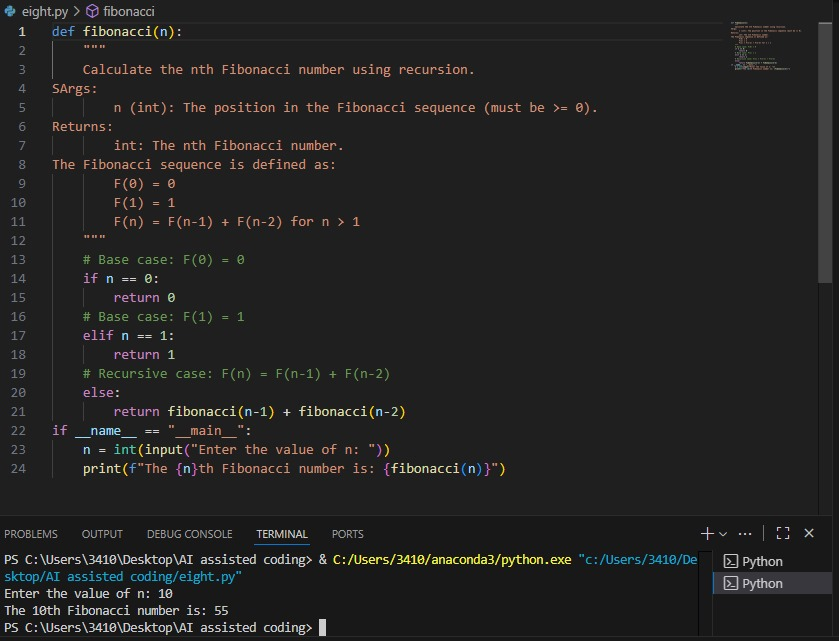 eight.py > fibonacci
1 def fibonacci(n):
2     """
3     Calculate the nth Fibonacci number using recursion.
4 SArgs:
5         n (int): The position in the Fibonacci sequence (must be >= 0).
6 Returns:
7         int: The nth Fibonacci number.
8 The Fibonacci sequence is defined as:
9         F(0) = 0
10         F(1) = 1
11         F(n) = F(n-1) + F(n-2) for n > 1
12     """
13     # Base case: F(0) = 0
14     if n == 0:
15         return 0
16     # Base case: F(1) = 1
17     elif n == 1:
18         return 1
19     # Recursive case: F(n) = F(n-1) + F(n-2)
20     else:
21         return fibonacci(n-1) + fibonacci(n-2)
22 if __name__ == "__main__":
23     n = int(input("Enter the value of n: "))
24     print(f"The {n}th Fibonacci number is: {fibonacci(n)}")
PROBLEMS OUTPUT DEBUG CONSOLE TERMINAL PORTS
PS C:\Users\3410\Desktop\AI assisted coding> & C:/Users/3410/anaconda3/python.exe "c:/Users/3410/De
sktop/AI assisted coding/eight.py"
Enter the value of n: 10
The 10th Fibonacci number is: 55
PS C:\Users\3410\Desktop\AI assisted coding>
Python
Python